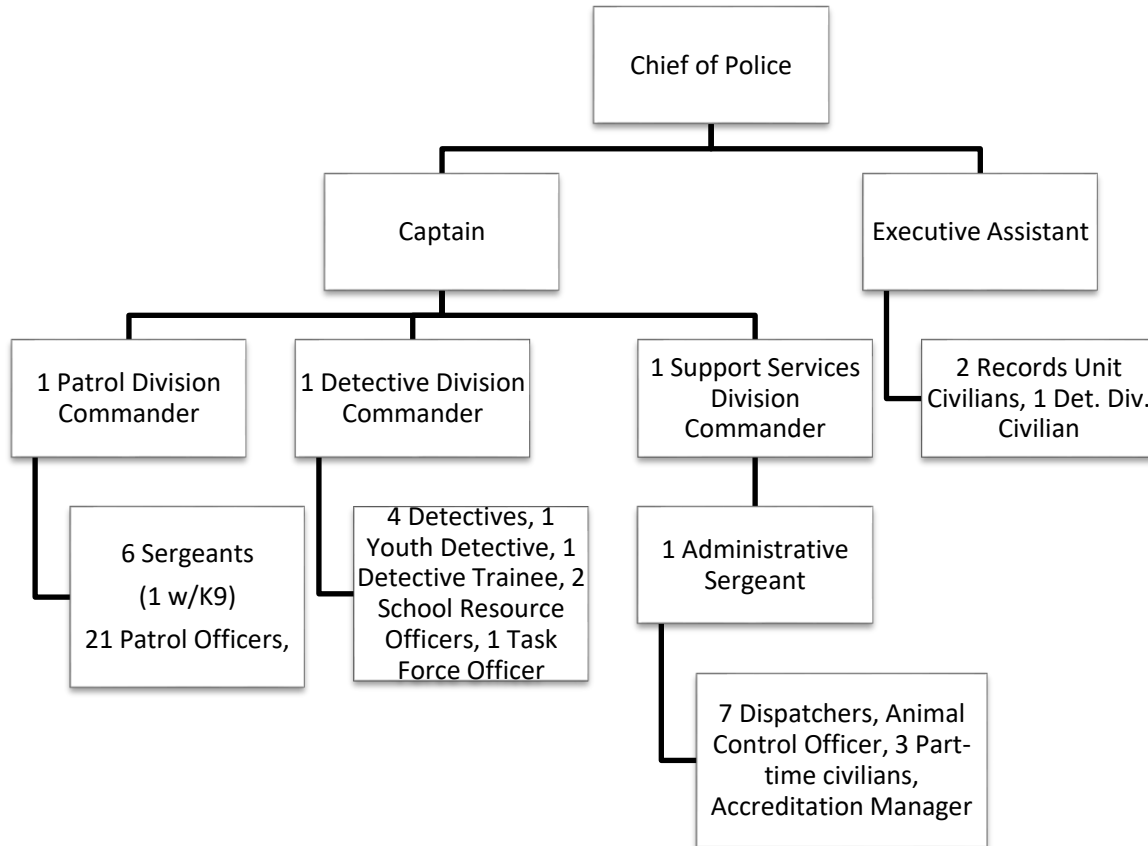 Chief of Police
Captain
Executive Assistant
1 Patrol Division
Commander
1 Detective Division
Commander
1 Support Services
Division
Commander
2 Records Unit
Civilians, 1 Det. Div.
Civilian
6 Sergeants
(1 w/K9)
21 Patrol Officers,
4 Detectives, 1
Youth Detective, 1
Detective Trainee, 2
School Resource
Officers, 1 Task
Force Officer
1 Administrative
Sergeant
7 Dispatchers, Animal
Control Officer, 3 Part-
time civilians,
Accreditation Manager